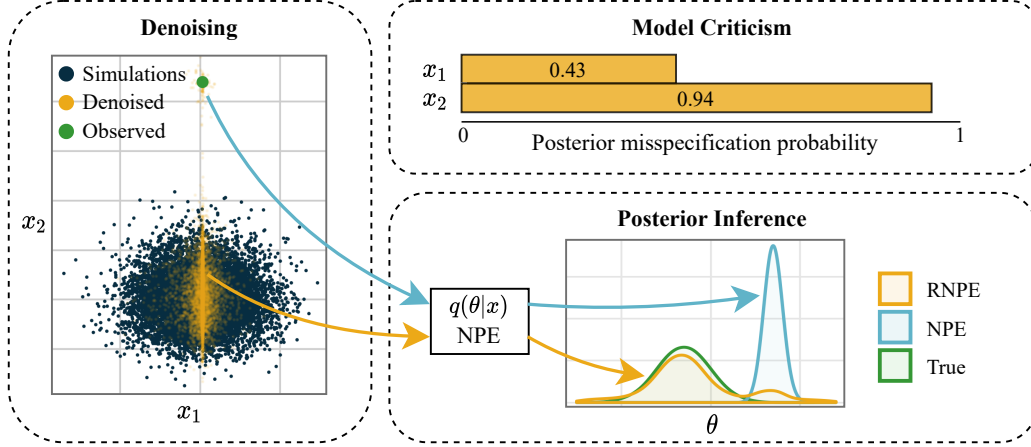 Denoising
Simulations
Denoised
Observed
x₂
x₁
Model Criticism
x₁
0.43
x₂
0.94
0
1
Posterior misspecification probability
Posterior Inference
q(θ|x)
NPE
θ
RNPE
NPE
True